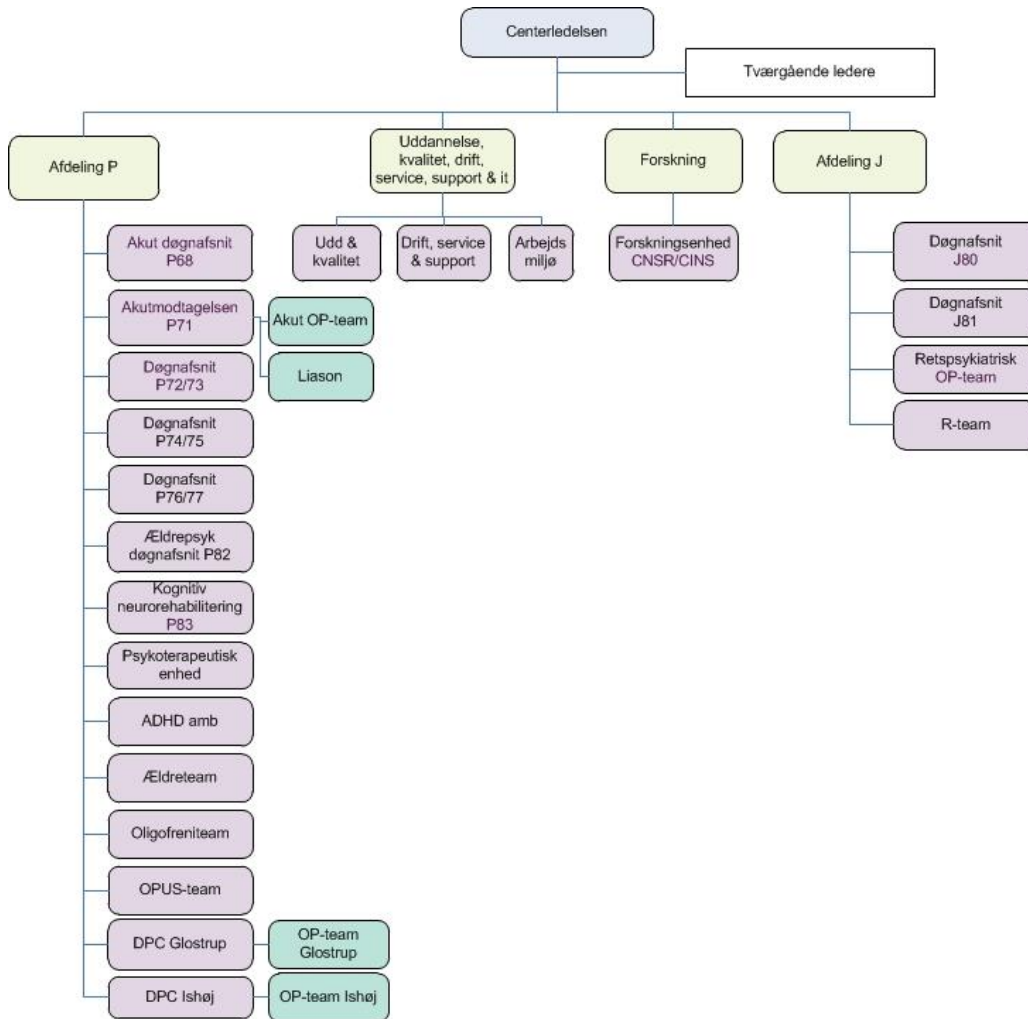 Centerledelsen
Tværgående ledere
Afdeling P
Uddannelse,
kvalitet, drift,
service, support & it
Forskning
Afdeling J
Akut døgnafsnit
P68
Akutmodtagelsen
P71
Akut OP-team
Liason
Døgnafsnit
P72/73
Døgnafsnit
P74/75
Døgnafsnit
P76/77
Ældrepsyk
døgnafsnit P82
Kognitiv
neurorehabilitering
P83
Psykoterapeutisk
enhed
ADHD amb
Ældreteam
Oligofreniteam
OPUS-team
DPC Glostrup
OP-team
Glostrup
DPC Ishøj
OP-team Ishøj
Udd &
kvalitet
Drift, service
& support
Arbejds
miljø
Forskningsenhed
CNSR/CINS
Døgnafsnit
J80
Døgnafsnit
J81
Retspsykiatrisk
OP-team
R-team